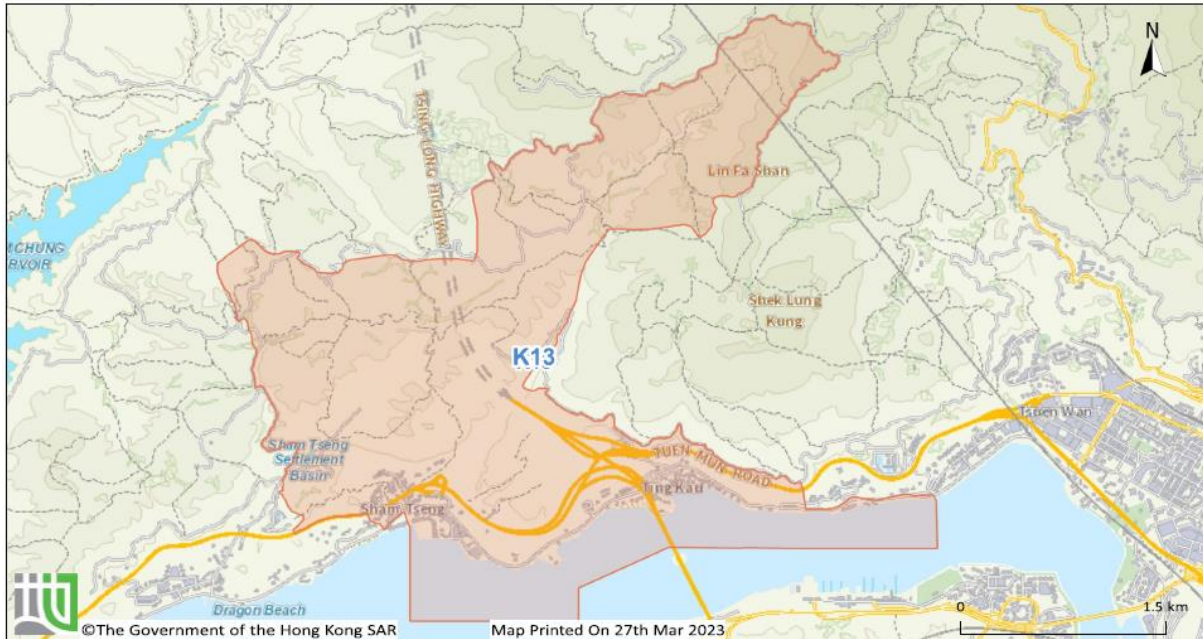 N
TSING LONG HIGHWAY
Lin Fa Shan
CHUNG
Shek Lung
Kung
K13
Tsuen Wan
Sham Tseng
Settlement
Basin
TUEN MUN ROAD
Ting Kau
Sham Tseng
Dragon Beach
0 1.5 km
©The Government of the Hong Kong SAR Map Printed On 27th Mar 2023